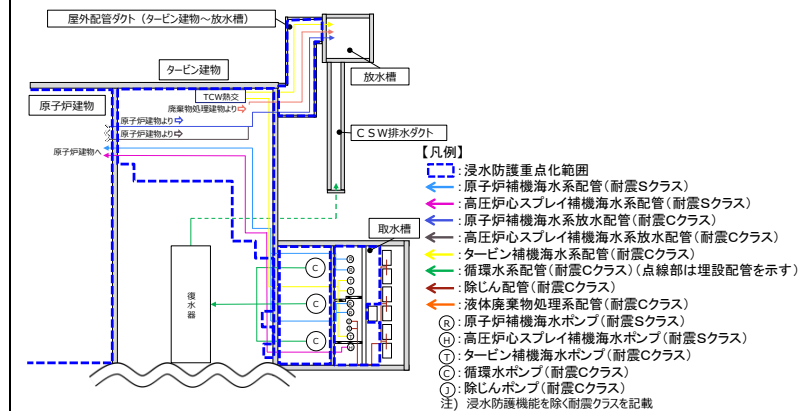 屋外配管ダクト（タービン建物～放水槽）
タービン建物
放水槽
原子炉建物
TCW熱交
廃棄物処理建物より⇨
原子炉建物より⇨
原子炉建物より⇨
原子炉建物へ
CSW排水ダクト
取水槽
復水器
C
C
C
【凡例】
：浸水防護重点化範囲
：原子炉補機海水系配管（耐震Sクラス）
：高圧炉心スプレイ補機海水系配管（耐震Sクラス）
：原子炉補機海水系放水配管（耐震Cクラス）
：高圧炉心スプレイ補機海水系放水配管（耐震Cクラス）
：タービン補機海水系配管（耐震Cクラス）
：循環水系配管（耐震Cクラス）（点線部は埋設配管を示す）
：除じん配管（耐震Cクラス）
：液体廃棄物処理系配管（耐震Cクラス）
Ⓡ：原子炉補機海水ポンプ（耐震Sクラス）
Ⓗ：高圧炉心スプレイ補機海水ポンプ（耐震Sクラス）
Ⓣ：タービン補機海水ポンプ（耐震Cクラス）
Ⓒ：循環水ポンプ（耐震Cクラス）
Ⓙ：除じんポンプ（耐震Cクラス）
注）浸水防護機能を除く耐震クラスを記載